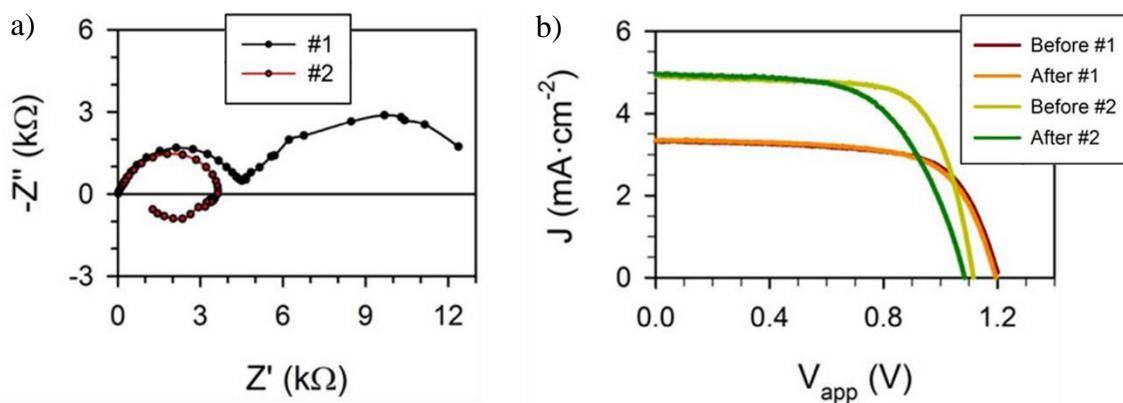 a)
6
3
0
-3
-Z" (kΩ)
#1
#2
0 3 6 9 12
Z' (kΩ)
b)
6
4
2
0
J (mA·cm-2)
Before #1
After #1
Before #2
After #2
0.0 0.4 0.8 1.2
Vapp (V)